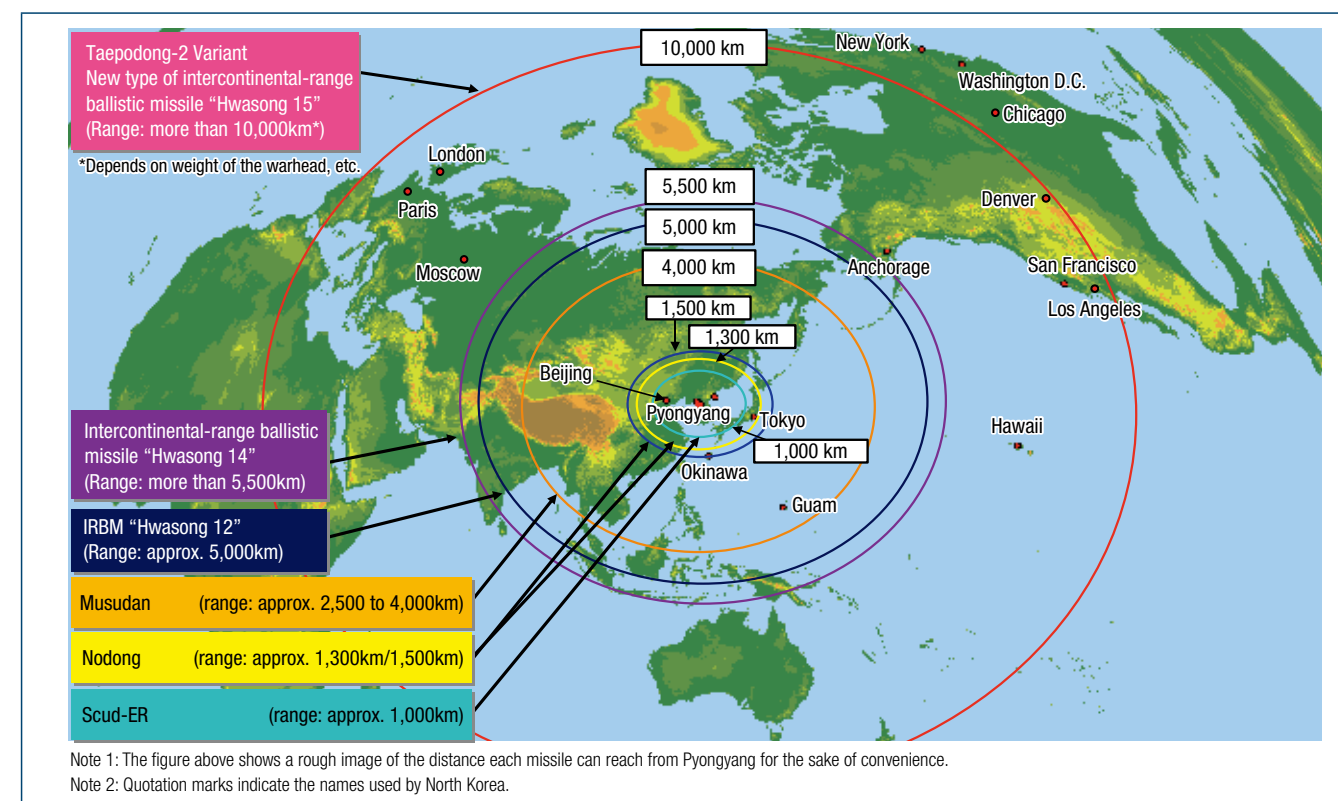 Taepodong-2 Variant
New type of intercontinental-range
ballistic missile “Hwasong 15”
(Range: more than 10,000km*)
*Depends on weight of the warhead, etc.
10,000 km
New York
Washington D.C.
Chicago
London
Paris
5,500 km
Denver
5,000 km
Moscow
4,000 km
Anchorage
San Francisco
Los Angeles
1,500 km
1,300 km
Beijing
Pyongyang
Tokyo
Hawaii
1,000 km
Okinawa
Guam
Intercontinental-range ballistic
missile “Hwasong 14”
(Range: more than 5,500km)
IRBM “Hwasong 12”
(Range: approx. 5,000km)
Musudan (range: approx. 2,500 to 4,000km)
Nodong (range: approx. 1,300km/1,500km)
Scud-ER (range: approx. 1,000km)
Note 1: The figure above shows a rough image of the distance each missile can reach from Pyongyang for the sake of convenience.
Note 2: Quotation marks indicate the names used by North Korea.